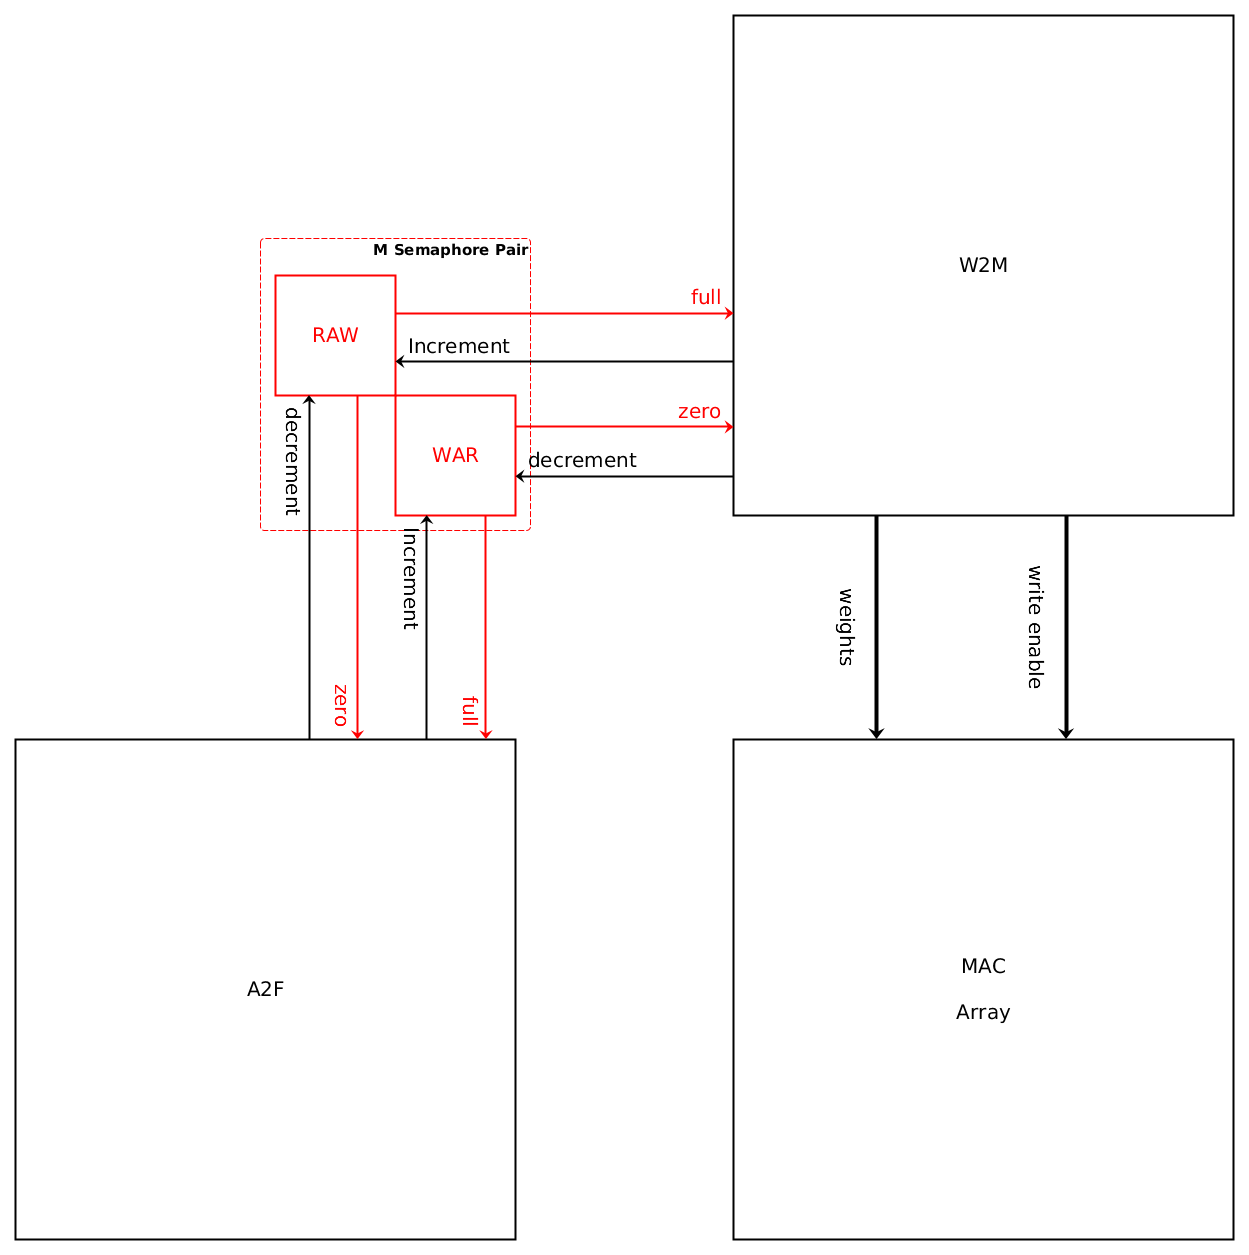 M Semaphore Pair
W2M
full
RAW
Increment
zero
WAR
decrement
decrement
Increment
weights
write enable
zero
full
A2F
MAC
Array